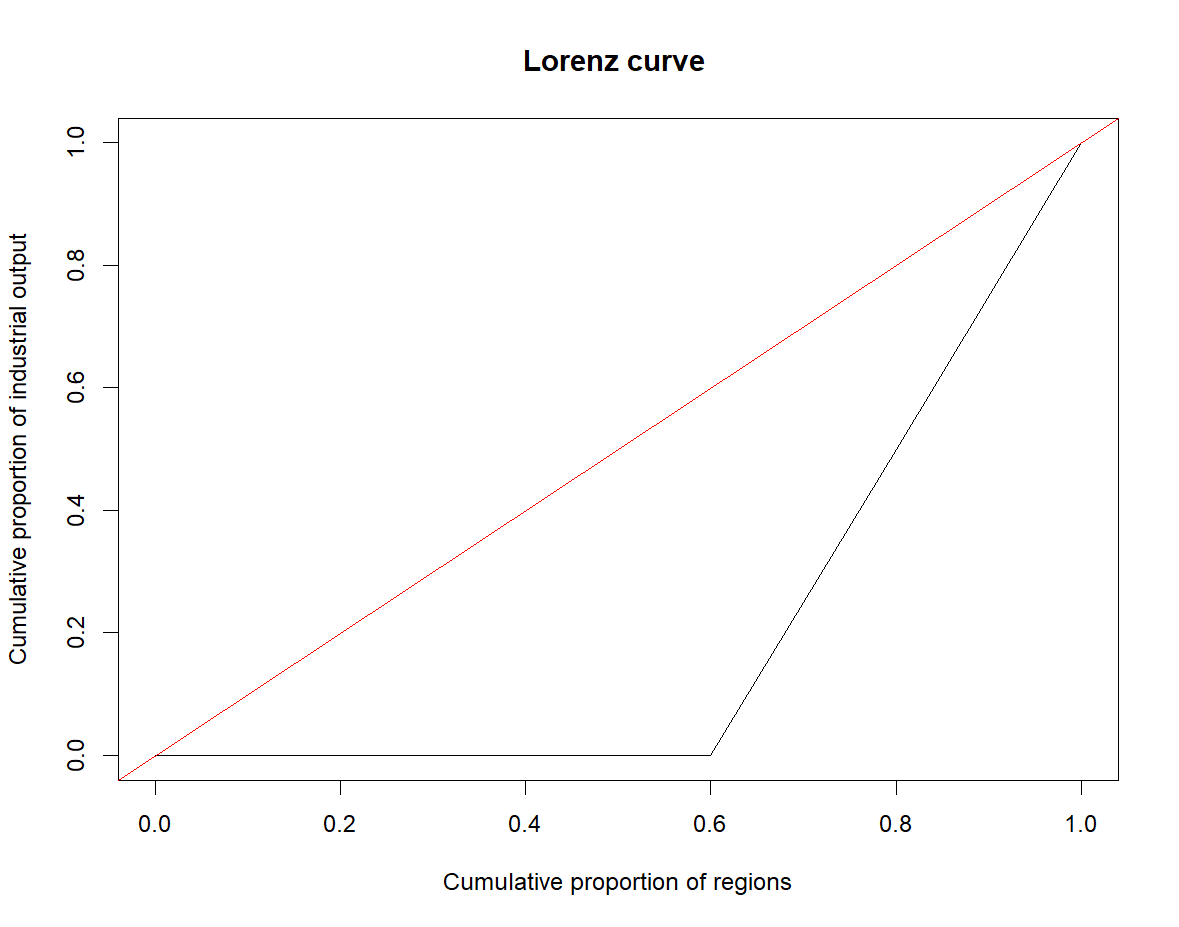 Lorenz curve
Cumulative proportion of industrial output
1.0
0.8
0.6
0.4
0.2
0.0
0.0 0.2 0.4 0.6 0.8 1.0
Cumulative proportion of regions